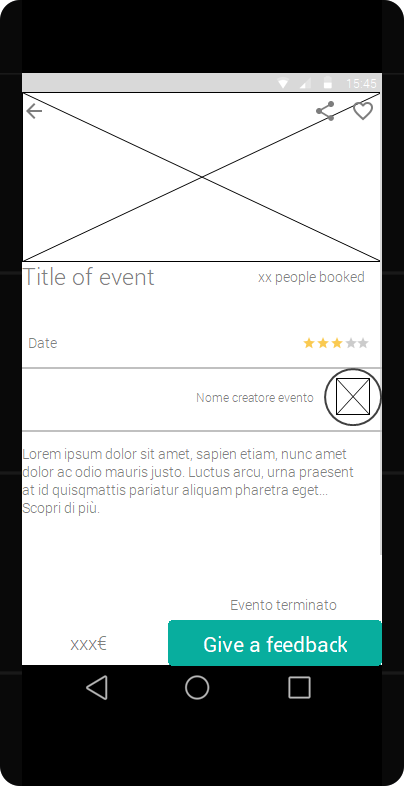 15:45
Title of event
xx people booked
Date
Nome creatore evento
Lorem ipsum dolor sit amet, sapien etiam, nunc amet
dolor ac odio mauris justo. Luctus arcu, urna praesent
at id quisqmattis pariatur aliquam pharetra eget...
Scopri di più.
Evento terminato
xxx€
Give a feedback